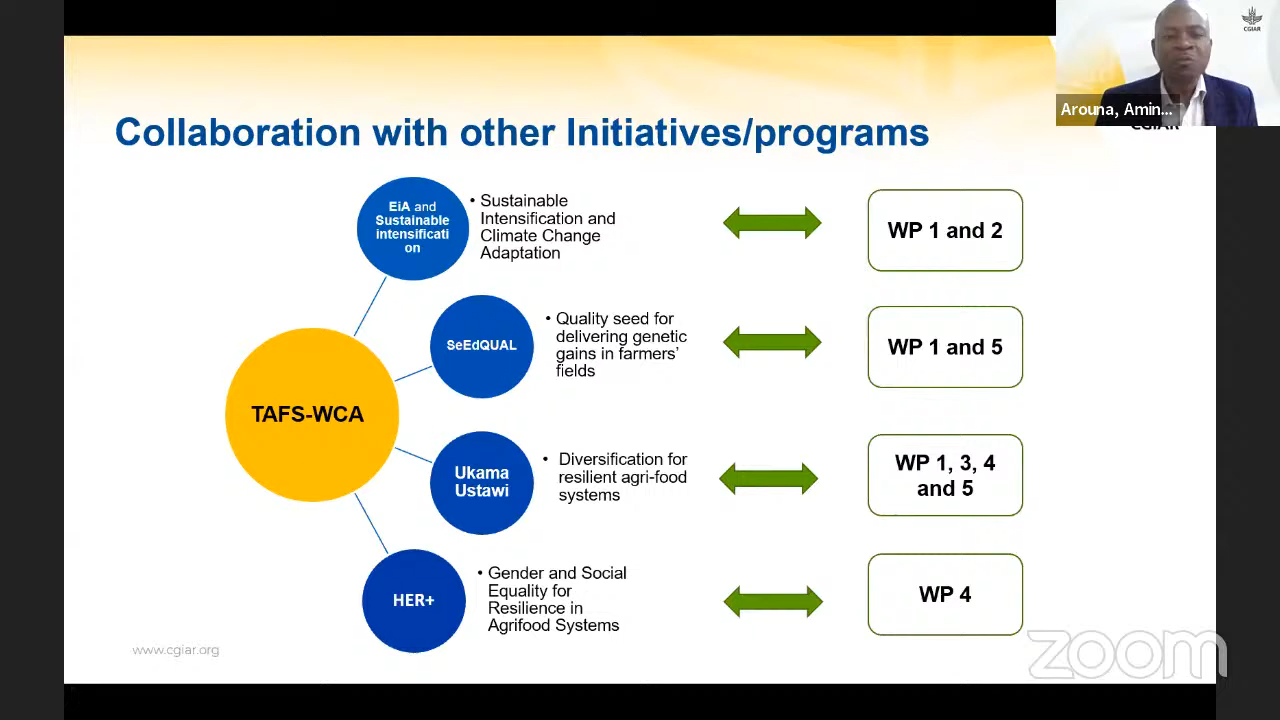 CGIAR
Arouna, Amin...
CGIAR
Collaboration with other Initiatives/programs
EiA and
Sustainable
intensificati
on
• Sustainable
Intensification and
Climate Change
Adaptation
WP 1 and 2
SeEdQUAL
• Quality seed for
delivering genetic
gains in farmers’
fields
WP 1 and 5
TAFS-WCA
Ukama
Ustawi
• Diversification for
resilient agri-food
systems
WP 1, 3, 4
and 5
HER+
• Gender and Social
Equality for
Resilience in
Agrifood Systems
WP 4
www.cgiar.org
zoom